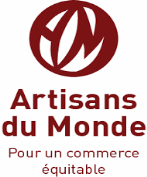 Artisans
du Monde
Pour un commerce
équitable